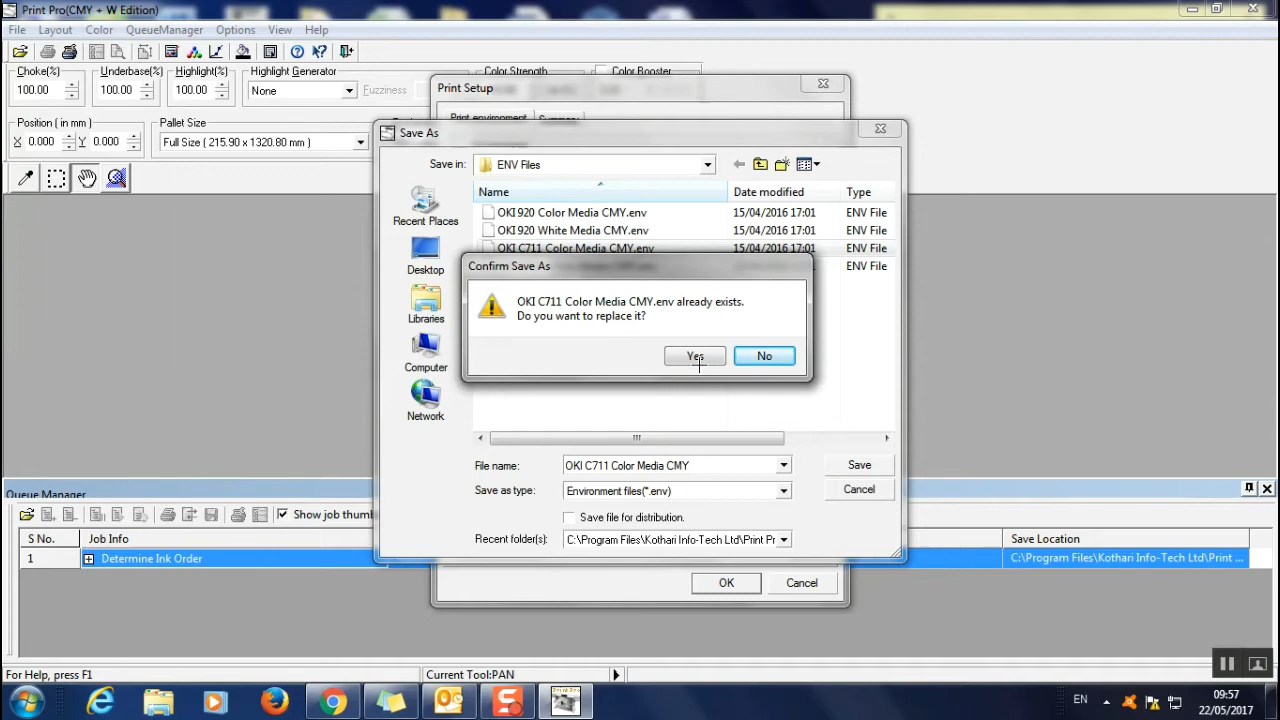 Print Pro(CMY + W Edition)
File Layout Color QueueManager Options View Help
Choke(%) Underbase(%) Highlight(%) Highlight Generator Color Strength Color Booster
100.00 100.00 100.00 None Fuzziness
Position ( in mm ) Pallet Size
X 0.000 Y 0.000 Full Size ( 215.90 mm x 1320.80 mm )
Print Setup
Print environment Summary
Save As
Save in: ENV Files
Name Date modified Type
Recent Places
Desktop
Libraries
Computer
Network
OKI 920 Color Media CMY.env 15/04/2016 17:01 ENV File
OKI 920 White Media CMY.env 15/04/2016 17:01 ENV File
OKI C711 Color Media CMY.env 15/04/2016 17:01 ENV File
ENV File
Confirm Save As
OKI C711 Color Media CMY.env already exists.
Do you want to replace it?
Yes No
File name: OKI C711 Color Media CMY Save
Save as type: Environment files(*.env) Cancel
Save file for distribution.
Recent folder(s): C:\Program Files\Kothari Info-Tech Ltd\Print Pr
OK Cancel
Queue Manager
Show job thumb
S No. Job Info Save Location
1 Determine Ink Order C:\Program Files\Kothari Info-Tech Ltd\Print ...
For Help, press F1 Current Tool:PAN
EN 09:57
22/05/2017